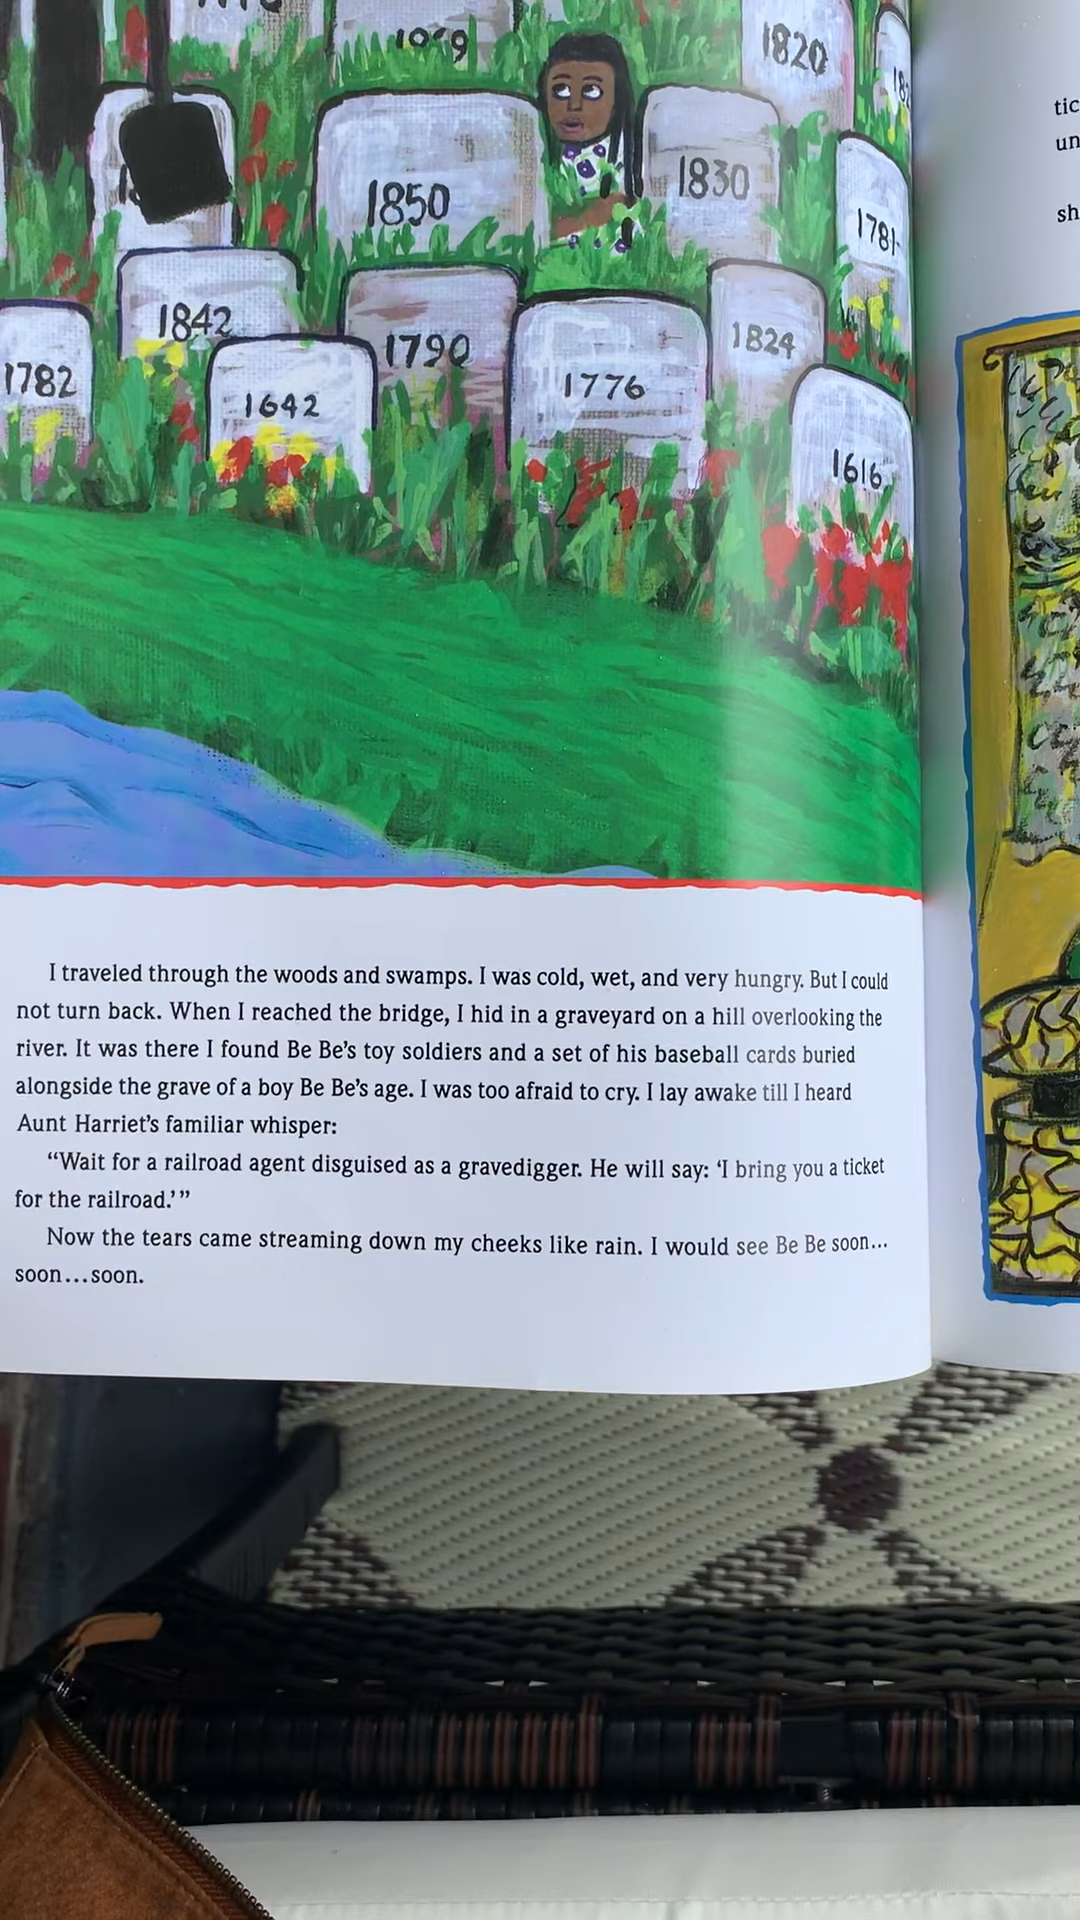 1820
1850
1830
1781
1842
1790
1824
1782
1642
1776
1616
I traveled through the woods and swamps. I was cold, wet, and very hungry. But I could
not turn back. When I reached the bridge, I hid in a graveyard on a hill overlooking the
river. It was there I found Be Be’s toy soldiers and a set of his baseball cards buried
alongside the grave of a boy Be Be’s age. I was too afraid to cry. I lay awake till I heard
Aunt Harriet’s familiar whisper:
“Wait for a railroad agent disguised as a gravedigger. He will say: ‘I bring you a ticket
for the railroad.’”
Now the tears came streaming down my cheeks like rain. I would see Be Be soon...
soon...soon.
tic
un
sh